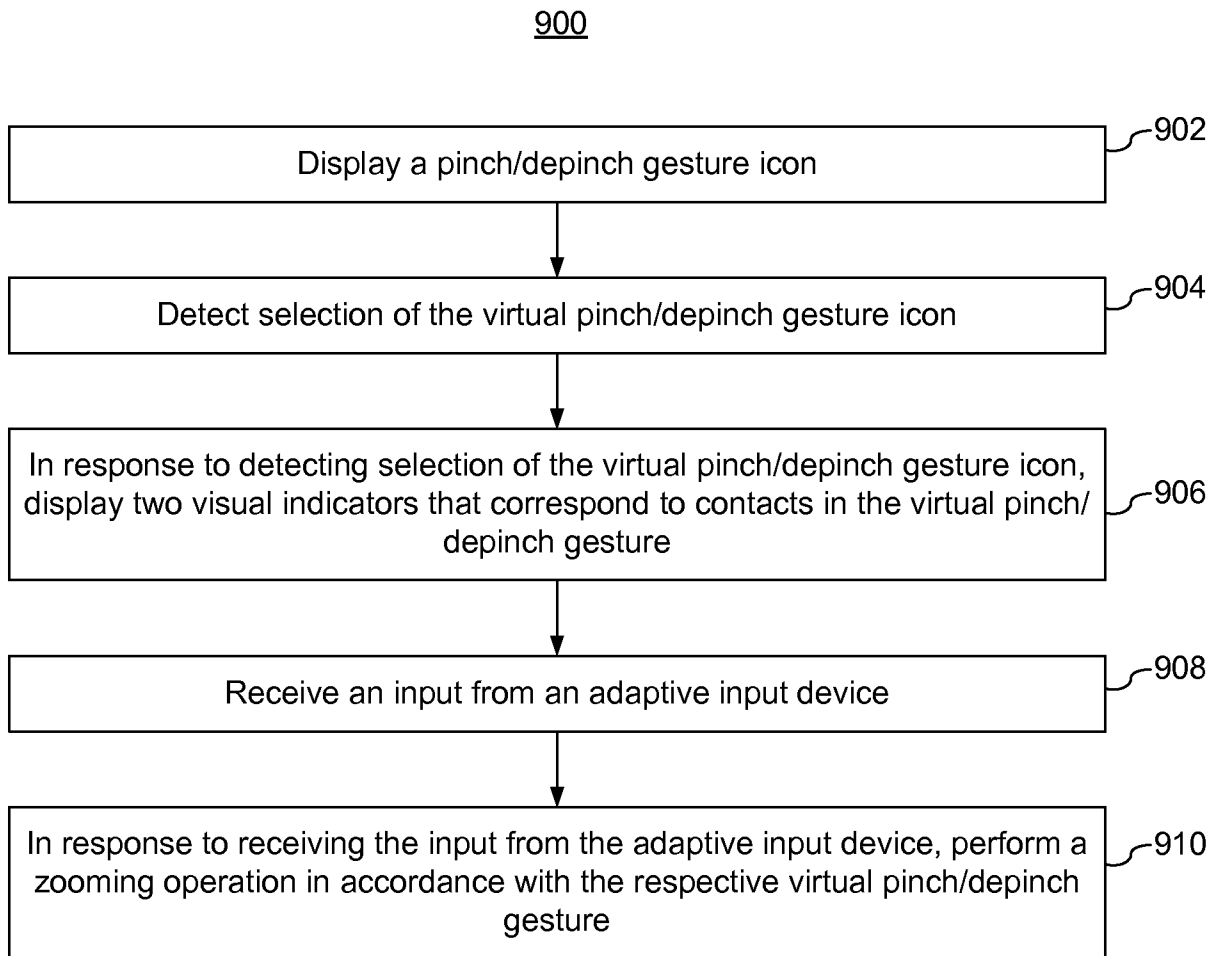 900
902
Display a pinch/depinch gesture icon
904
Detect selection of the virtual pinch/depinch gesture icon
In response to detecting selection of the virtual pinch/depinch gesture icon,
display two visual indicators that correspond to contacts in the virtual pinch/
depinch gesture
906
908
Receive an input from an adaptive input device
In response to receiving the input from the adaptive input device, perform a
zooming operation in accordance with the respective virtual pinch/depinch
gesture
910